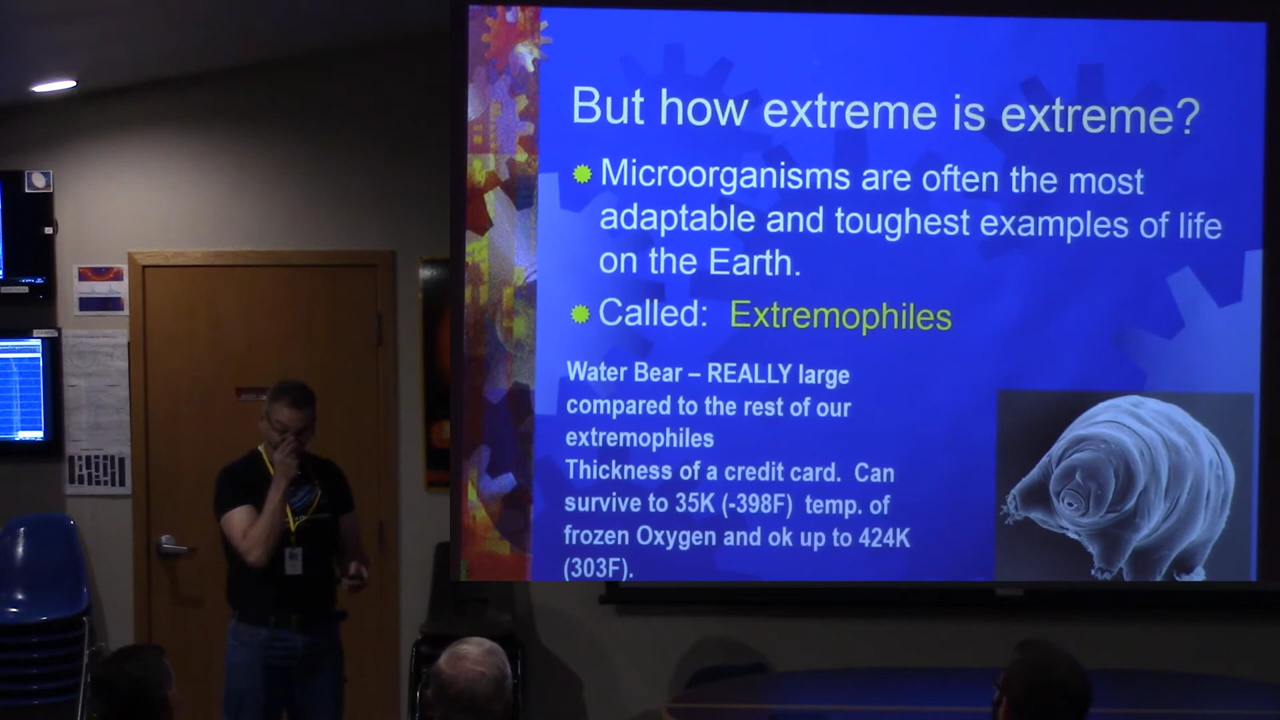 But how extreme is extreme?
Microorganisms are often the most
adaptable and toughest examples of life
on the Earth.
Called: Extremophiles
Water Bear – REALLY large
compared to the rest of our
extremophiles
Thickness of a credit card. Can
survive to 35K (-398F) temp. of
frozen Oxygen and ok up to 424K
(303F).